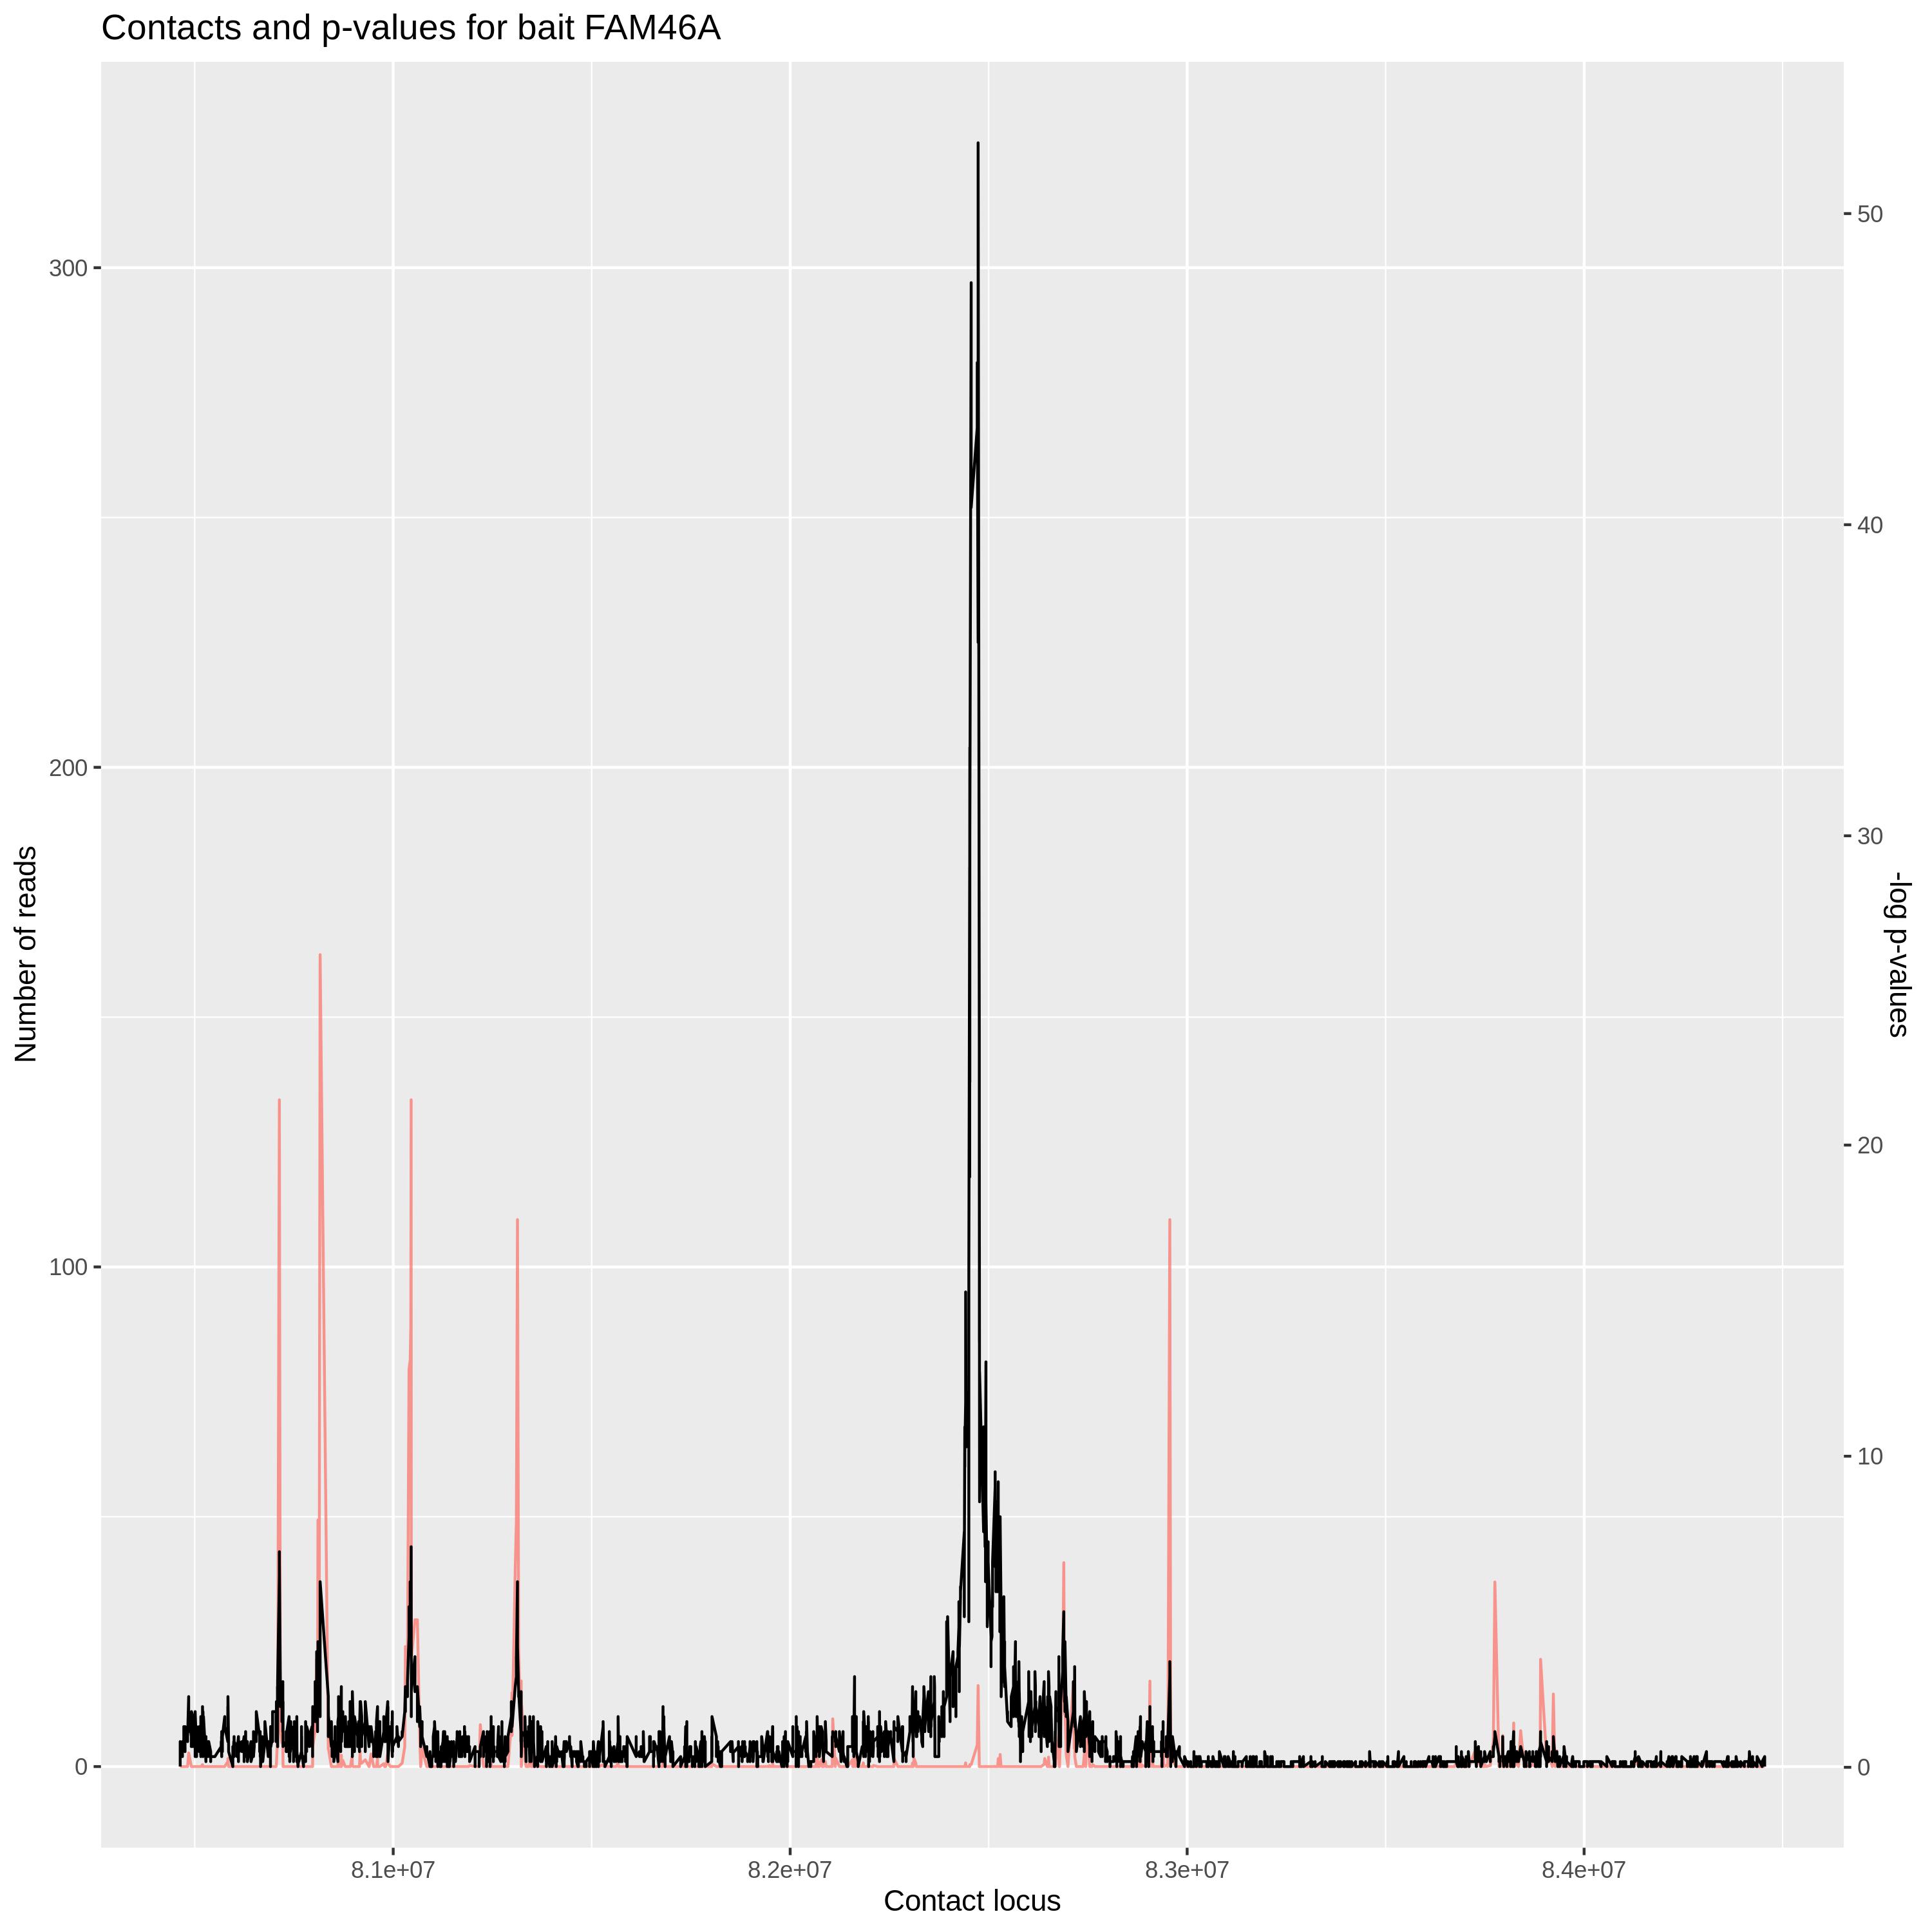 Contacts and p-values for bait FAM46A
Number of reads
300
200
100
0
50
40
30
20
10
0
-log p-values
8.1e+07
8.2e+07
8.3e+07
8.4e+07
Contact locus